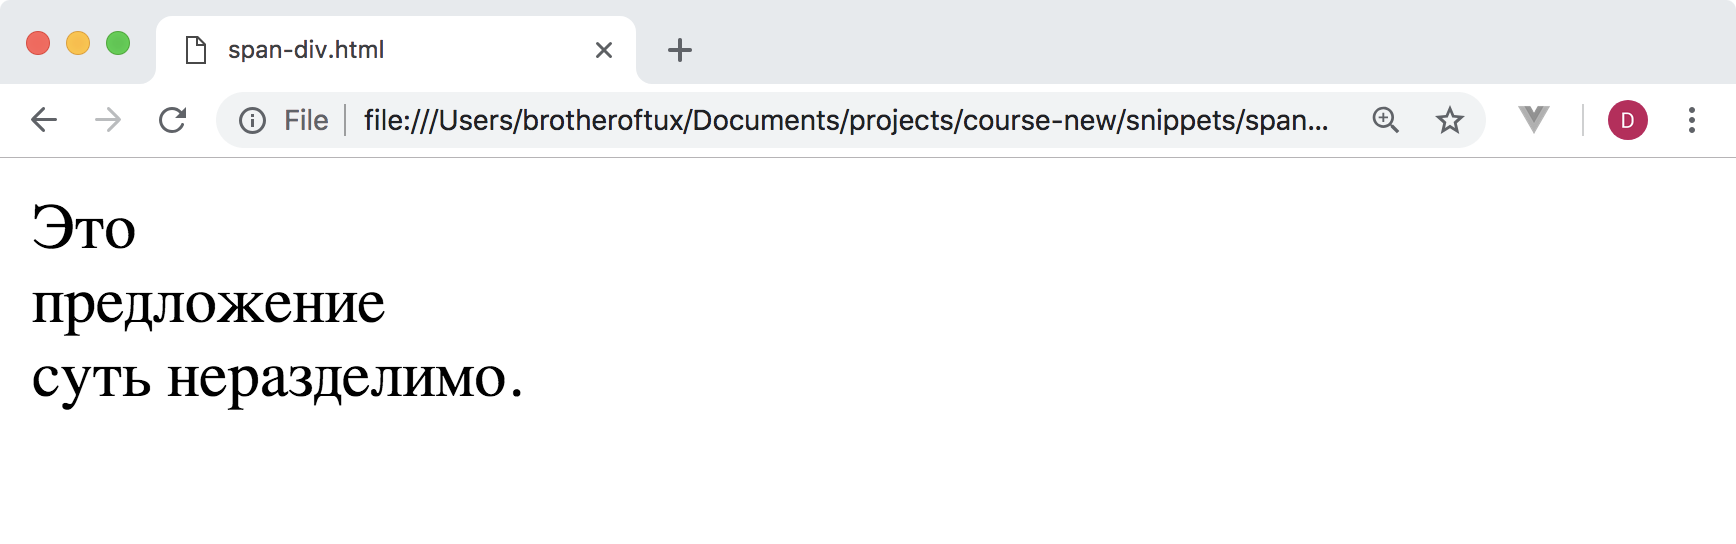 span-div.html
File
file:///Users/brotheroftux/Documents/projects/course-new/snippets/span...
D
Это
предложение
суть неразделимо.